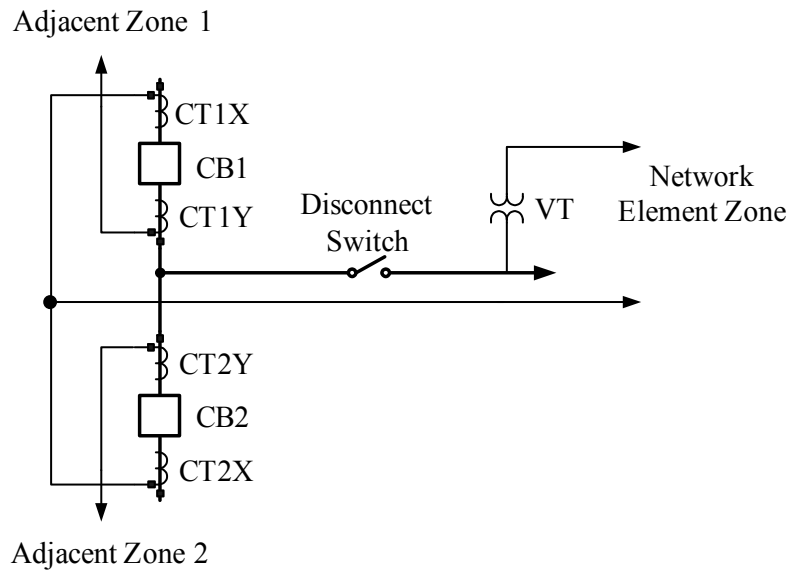 Adjacent Zone 1
CT1X
CB1
CT1Y
Disconnect
Switch
VT
Network
Element Zone
CT2Y
CB2
CT2X
Adjacent Zone 2